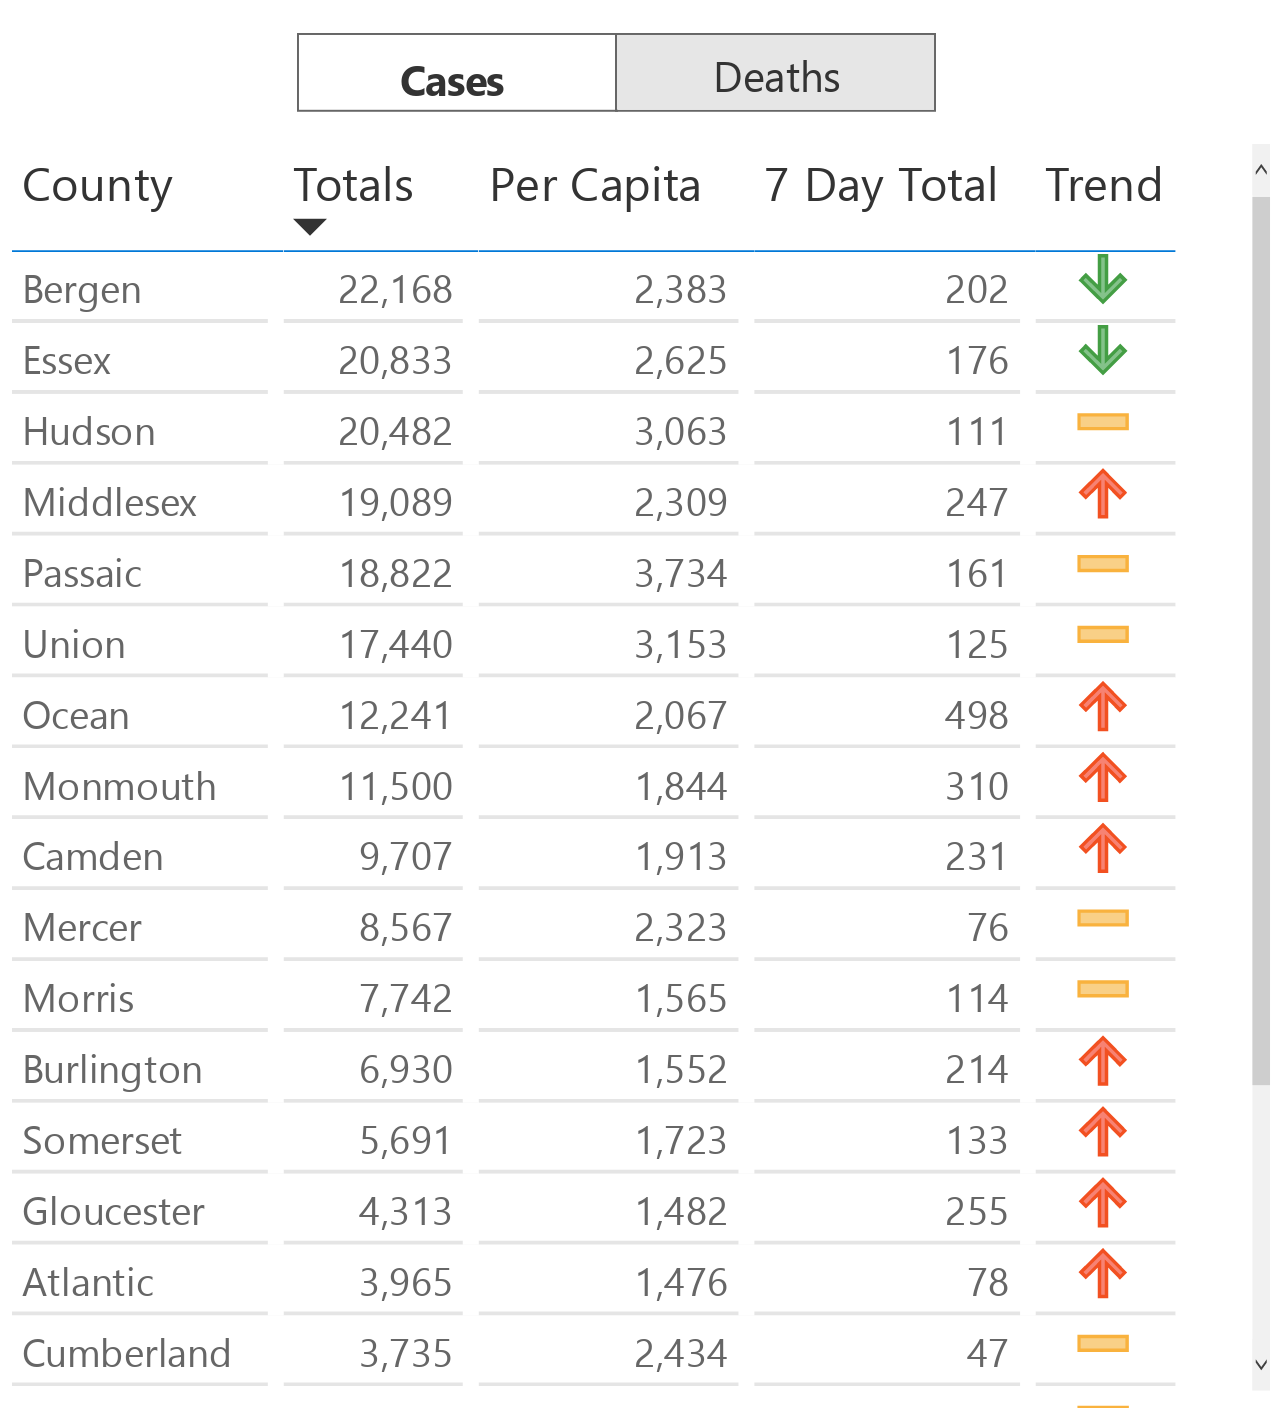 Cases Deaths
County Totals Per Capita 7 Day Total Trend
Bergen 22,168 2,383 202
Essex 20,833 2,625 176
Hudson 20,482 3,063 111
Middlesex 19,089 2,309 247
Passaic 18,822 3,734 161
Union 17,440 3,153 125
Ocean 12,241 2,067 498
Monmouth 11,500 1,844 310
Camden 9,707 1,913 231
Mercer 8,567 2,323 76
Morris 7,742 1,565 114
Burlington 6,930 1,552 214
Somerset 5,691 1,723 133
Gloucester 4,313 1,482 255
Atlantic 3,965 1,476 78
Cumberland 3,735 2,434 47